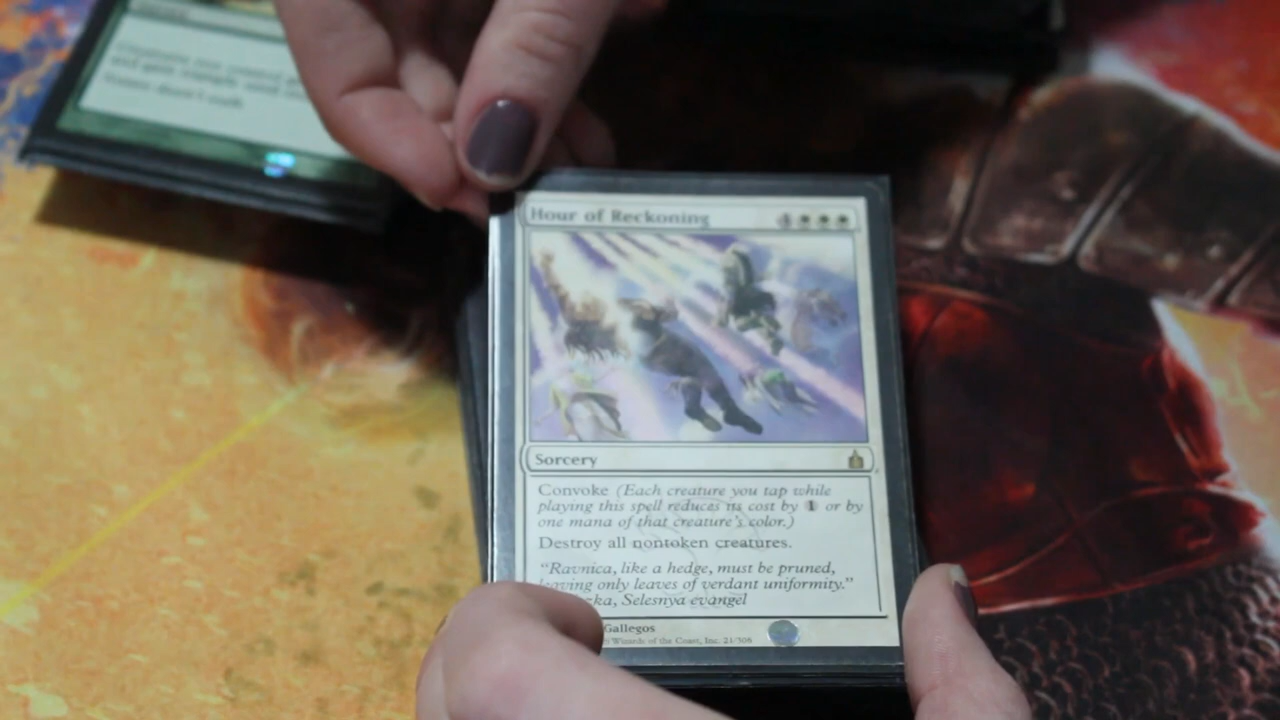 Hour of Reckoning 4
Sorcery
Convoke (Each creature you tap while
playing this spell reduces its cost by 1 or by
one mana of that creature's color.)
Destroy all nontoken creatures.
"Ravinca, like a hedge, must be pruned,
leaving only leaves of verdant uniformity."
Selesnya evangel
Gallegos
Wizards of the Coast, Inc. 21/306